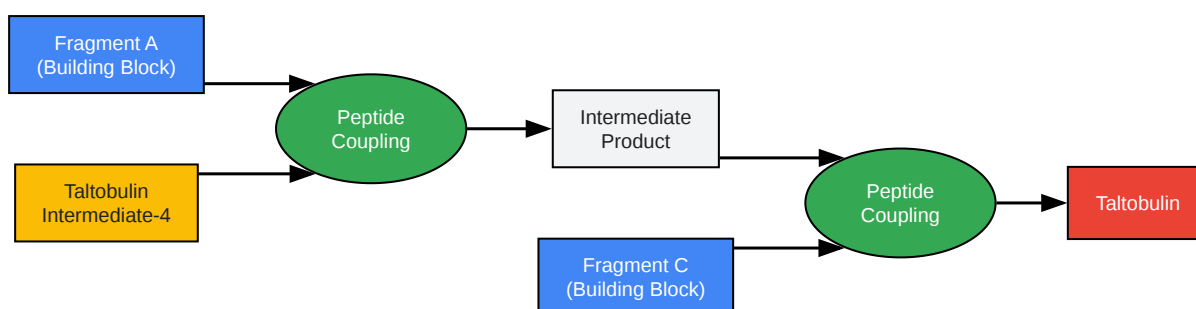 Fragment A
(Building Block)
Taltobulin
Intermediate-4
Peptide
Coupling
Intermediate
Product
Fragment C
(Building Block)
Peptide
Coupling
Taltobulin